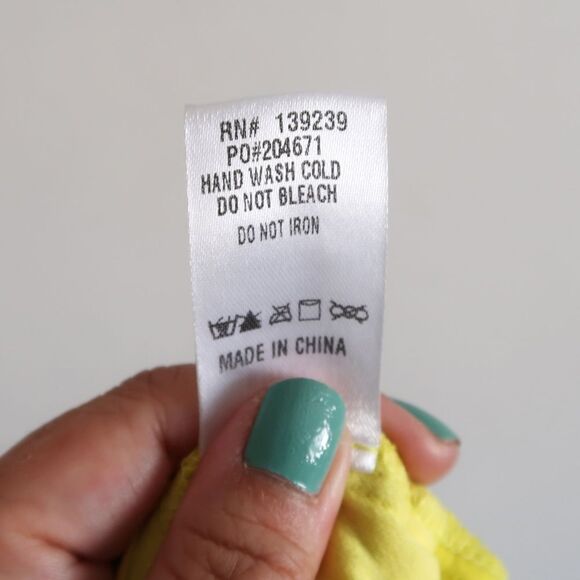 RN# 139239
PO#204671
HAND WASH COLD
DO NOT BLEACH
DO NOT IRON
MADE IN CHINA